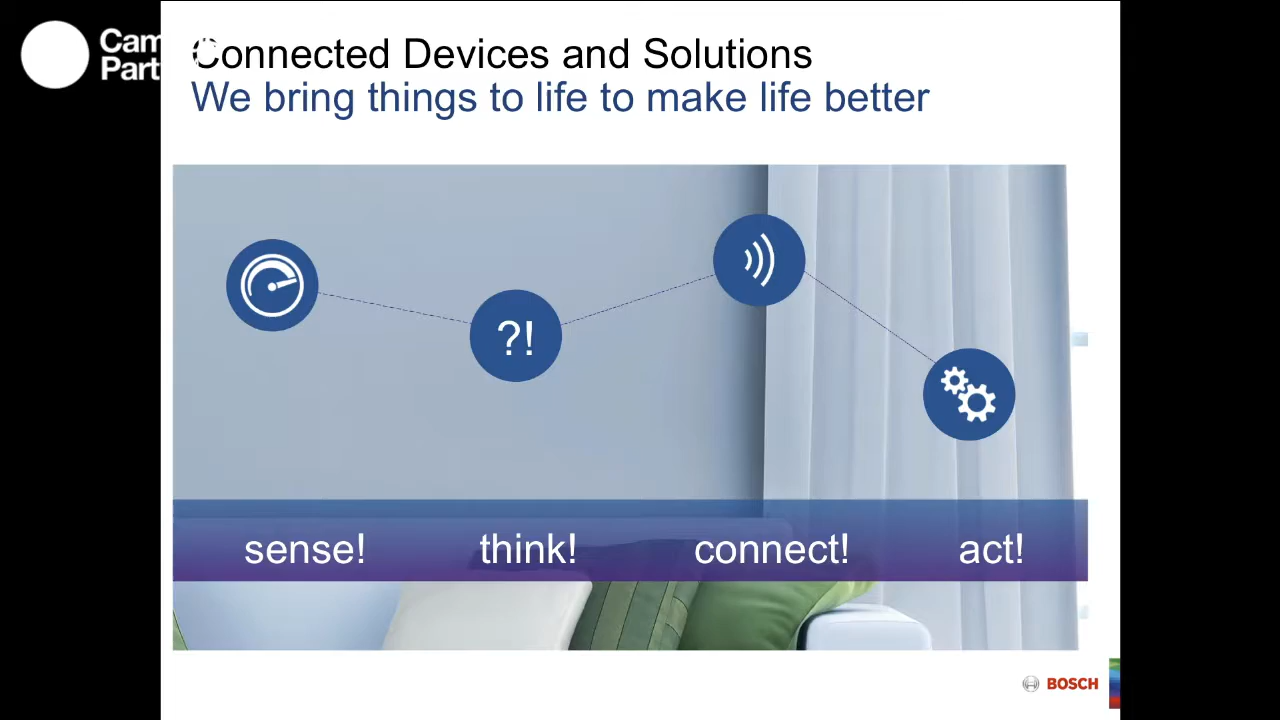 Cam
Part
Connected Devices and Solutions
We bring things to life to make life better
?!
sense! think! connect! act!
BOSCH